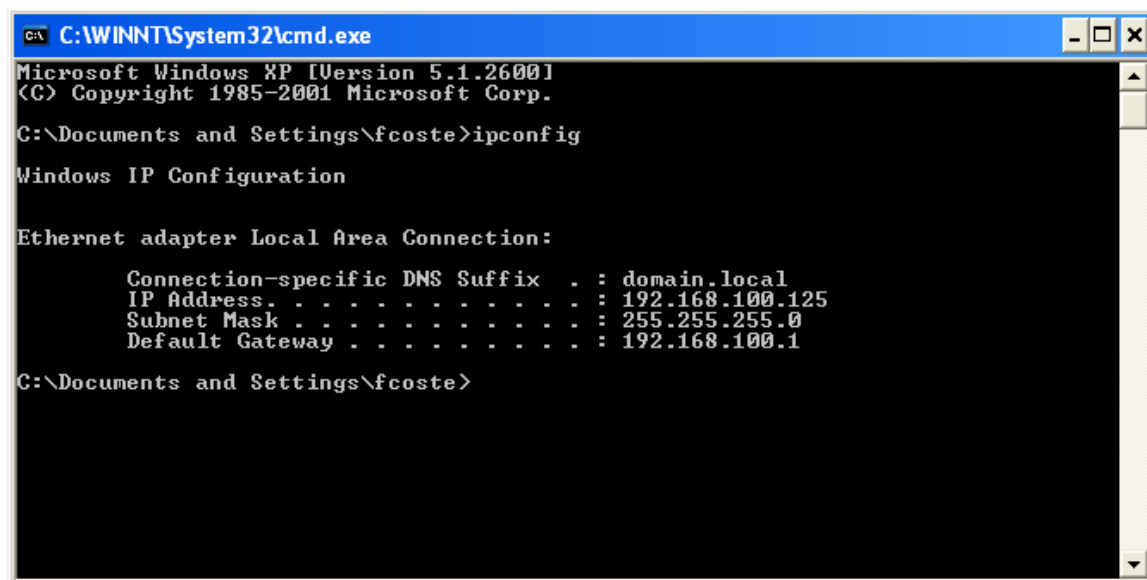 C:\WINNT\System32\cmd.exe
Microsoft Windows XP [Version 5.1.2600]
(C) Copyright 1985-2001 Microsoft Corp.
C:\Documents and Settings\fcoste>ipconfig
Windows IP Configuration
Ethernet adapter Local Area Connection:
Connection-specific DNS Suffix  . : domain.local
IP Address. . . . . . . . . . . . : 192.168.100.125
Subnet Mask . . . . . . . . . . . : 255.255.255.0
Default Gateway . . . . . . . . . : 192.168.100.1
C:\Documents and Settings\fcoste>